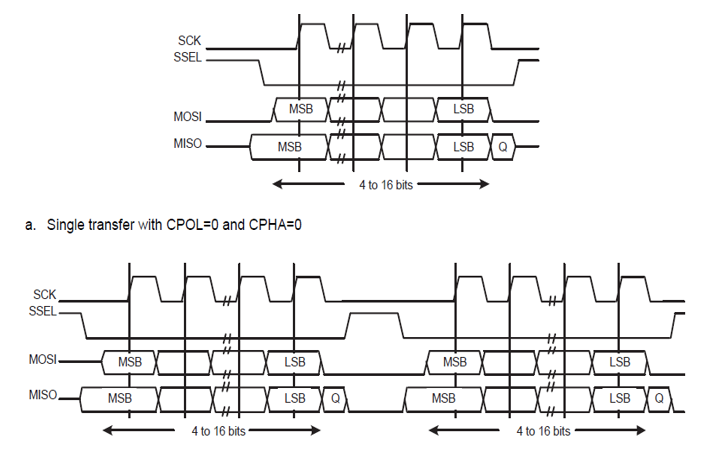 SCK
SSEL
MOSI MSB LSB
MISO MSB LSB Q
4 to 16 bits
a. Single transfer with CPOL=0 and CPHA=0
SCK
SSEL
MOSI MSB LSB MSB LSB
MISO MSB LSB Q MSB LSB Q
4 to 16 bits 4 to 16 bits